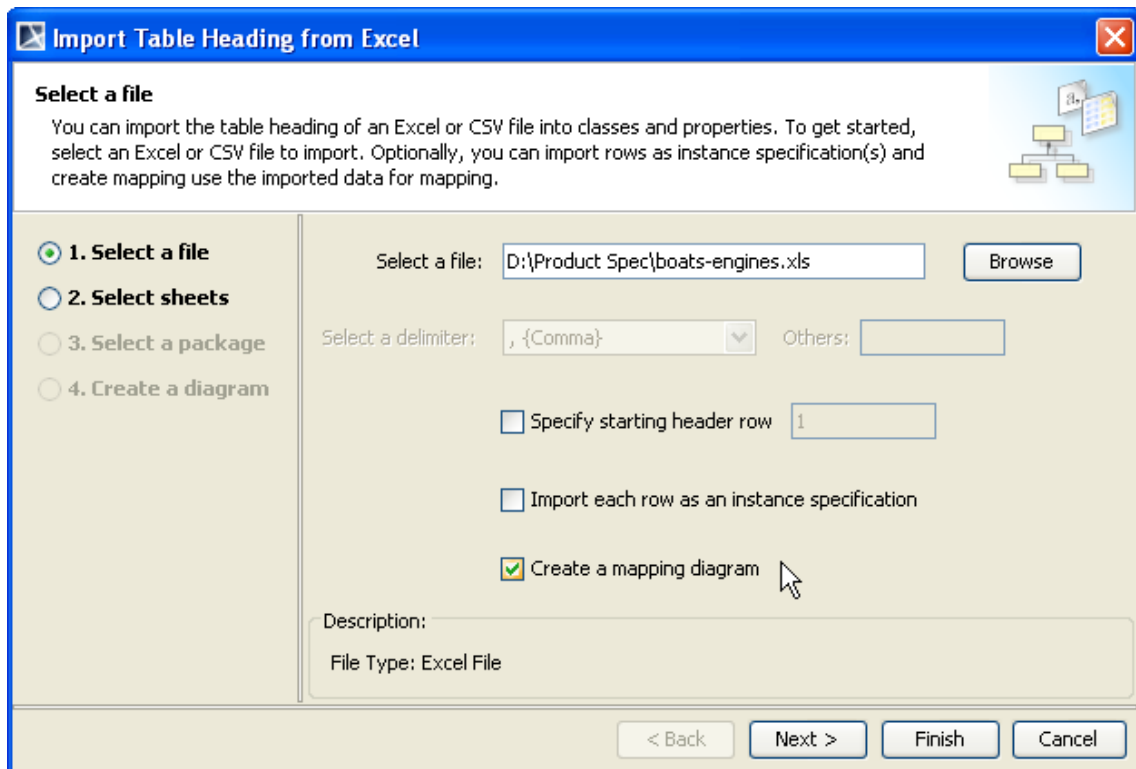 Import Table Heading from Excel
Select a file
You can import the table heading of an Excel or CSV file into classes and properties. To get started,
select an Excel or CSV file to import. Optionally, you can import rows as instance specification(s) and
create mapping use the imported data for mapping.
a,
1. Select a file
2. Select sheets
3. Select a package
4. Create a diagram
Select a file: D:\Product Spec\boats-engines.xls Browse
Select a delimiter: , {Comma} Others:
Specify starting header row 1
Import each row as an instance specification
Create a mapping diagram
Description:
File Type: Excel File
< Back Next > Finish Cancel